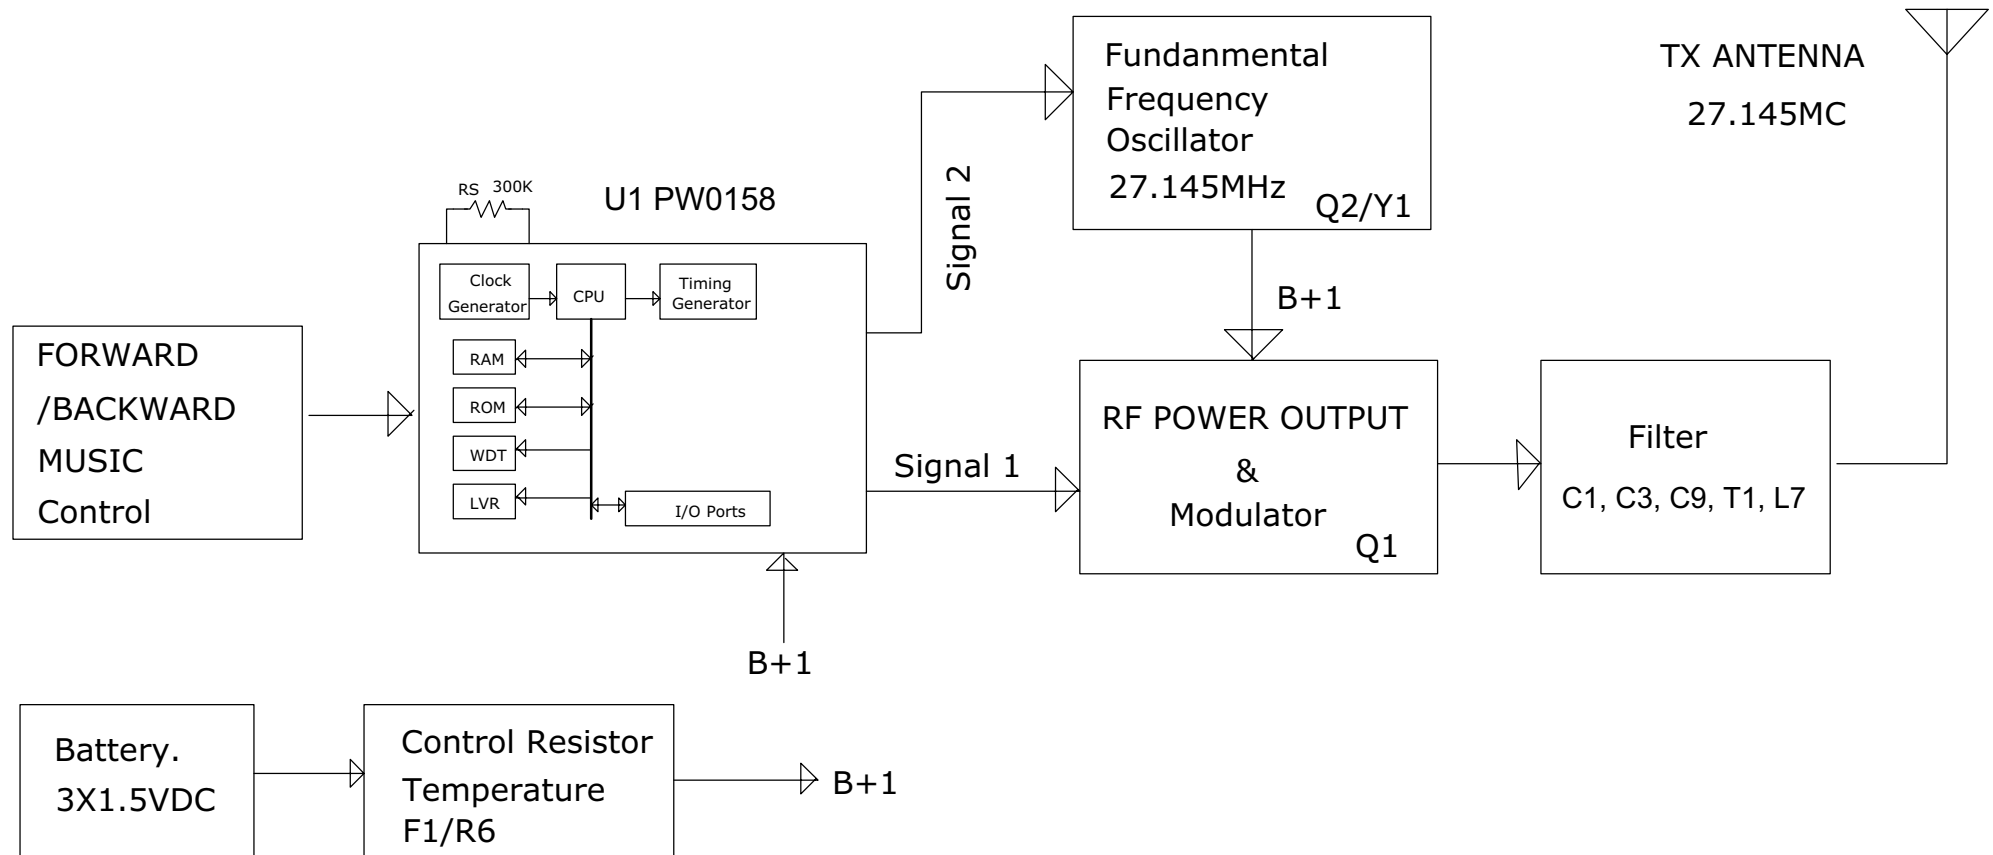 Fundanmental
Frequency
Oscillator
27.145MHz
Q2/Y1
TX ANTENNA
27.145MC
RS 300K
U1 PW0158
Signal 2
Clock
Generator
CPU
Timing
Generator
B+1
FORWARD
/BACKWARD
MUSIC
Control
RAM
ROM
WDT
LVR
I/O Ports
Signal 1
RF POWER OUTPUT
&
Modulator
Q1
Filter
C1, C3, C9, T1, L7
B+1
Battery.
3X1.5VDC
Control Resistor
Temperature
F1/R6
B+1